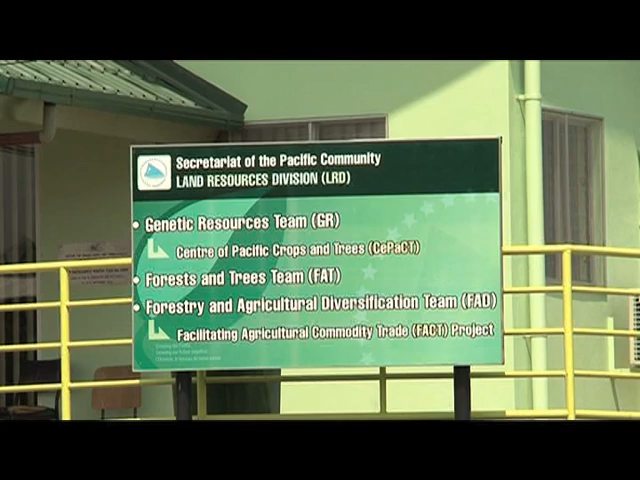 Secretariat of the Pacific Community
LAND RESOURCES DIVISION (LRD)
• Genetic Resources Team (GR)
Centre of Pacific Crops and Trees (CePaCT)
• Forests and Trees Team (FAT)
• Forestry and Agricultural Diversification Team (FAD)
Facilitating Agricultural Commodity Trade (FACT) Project